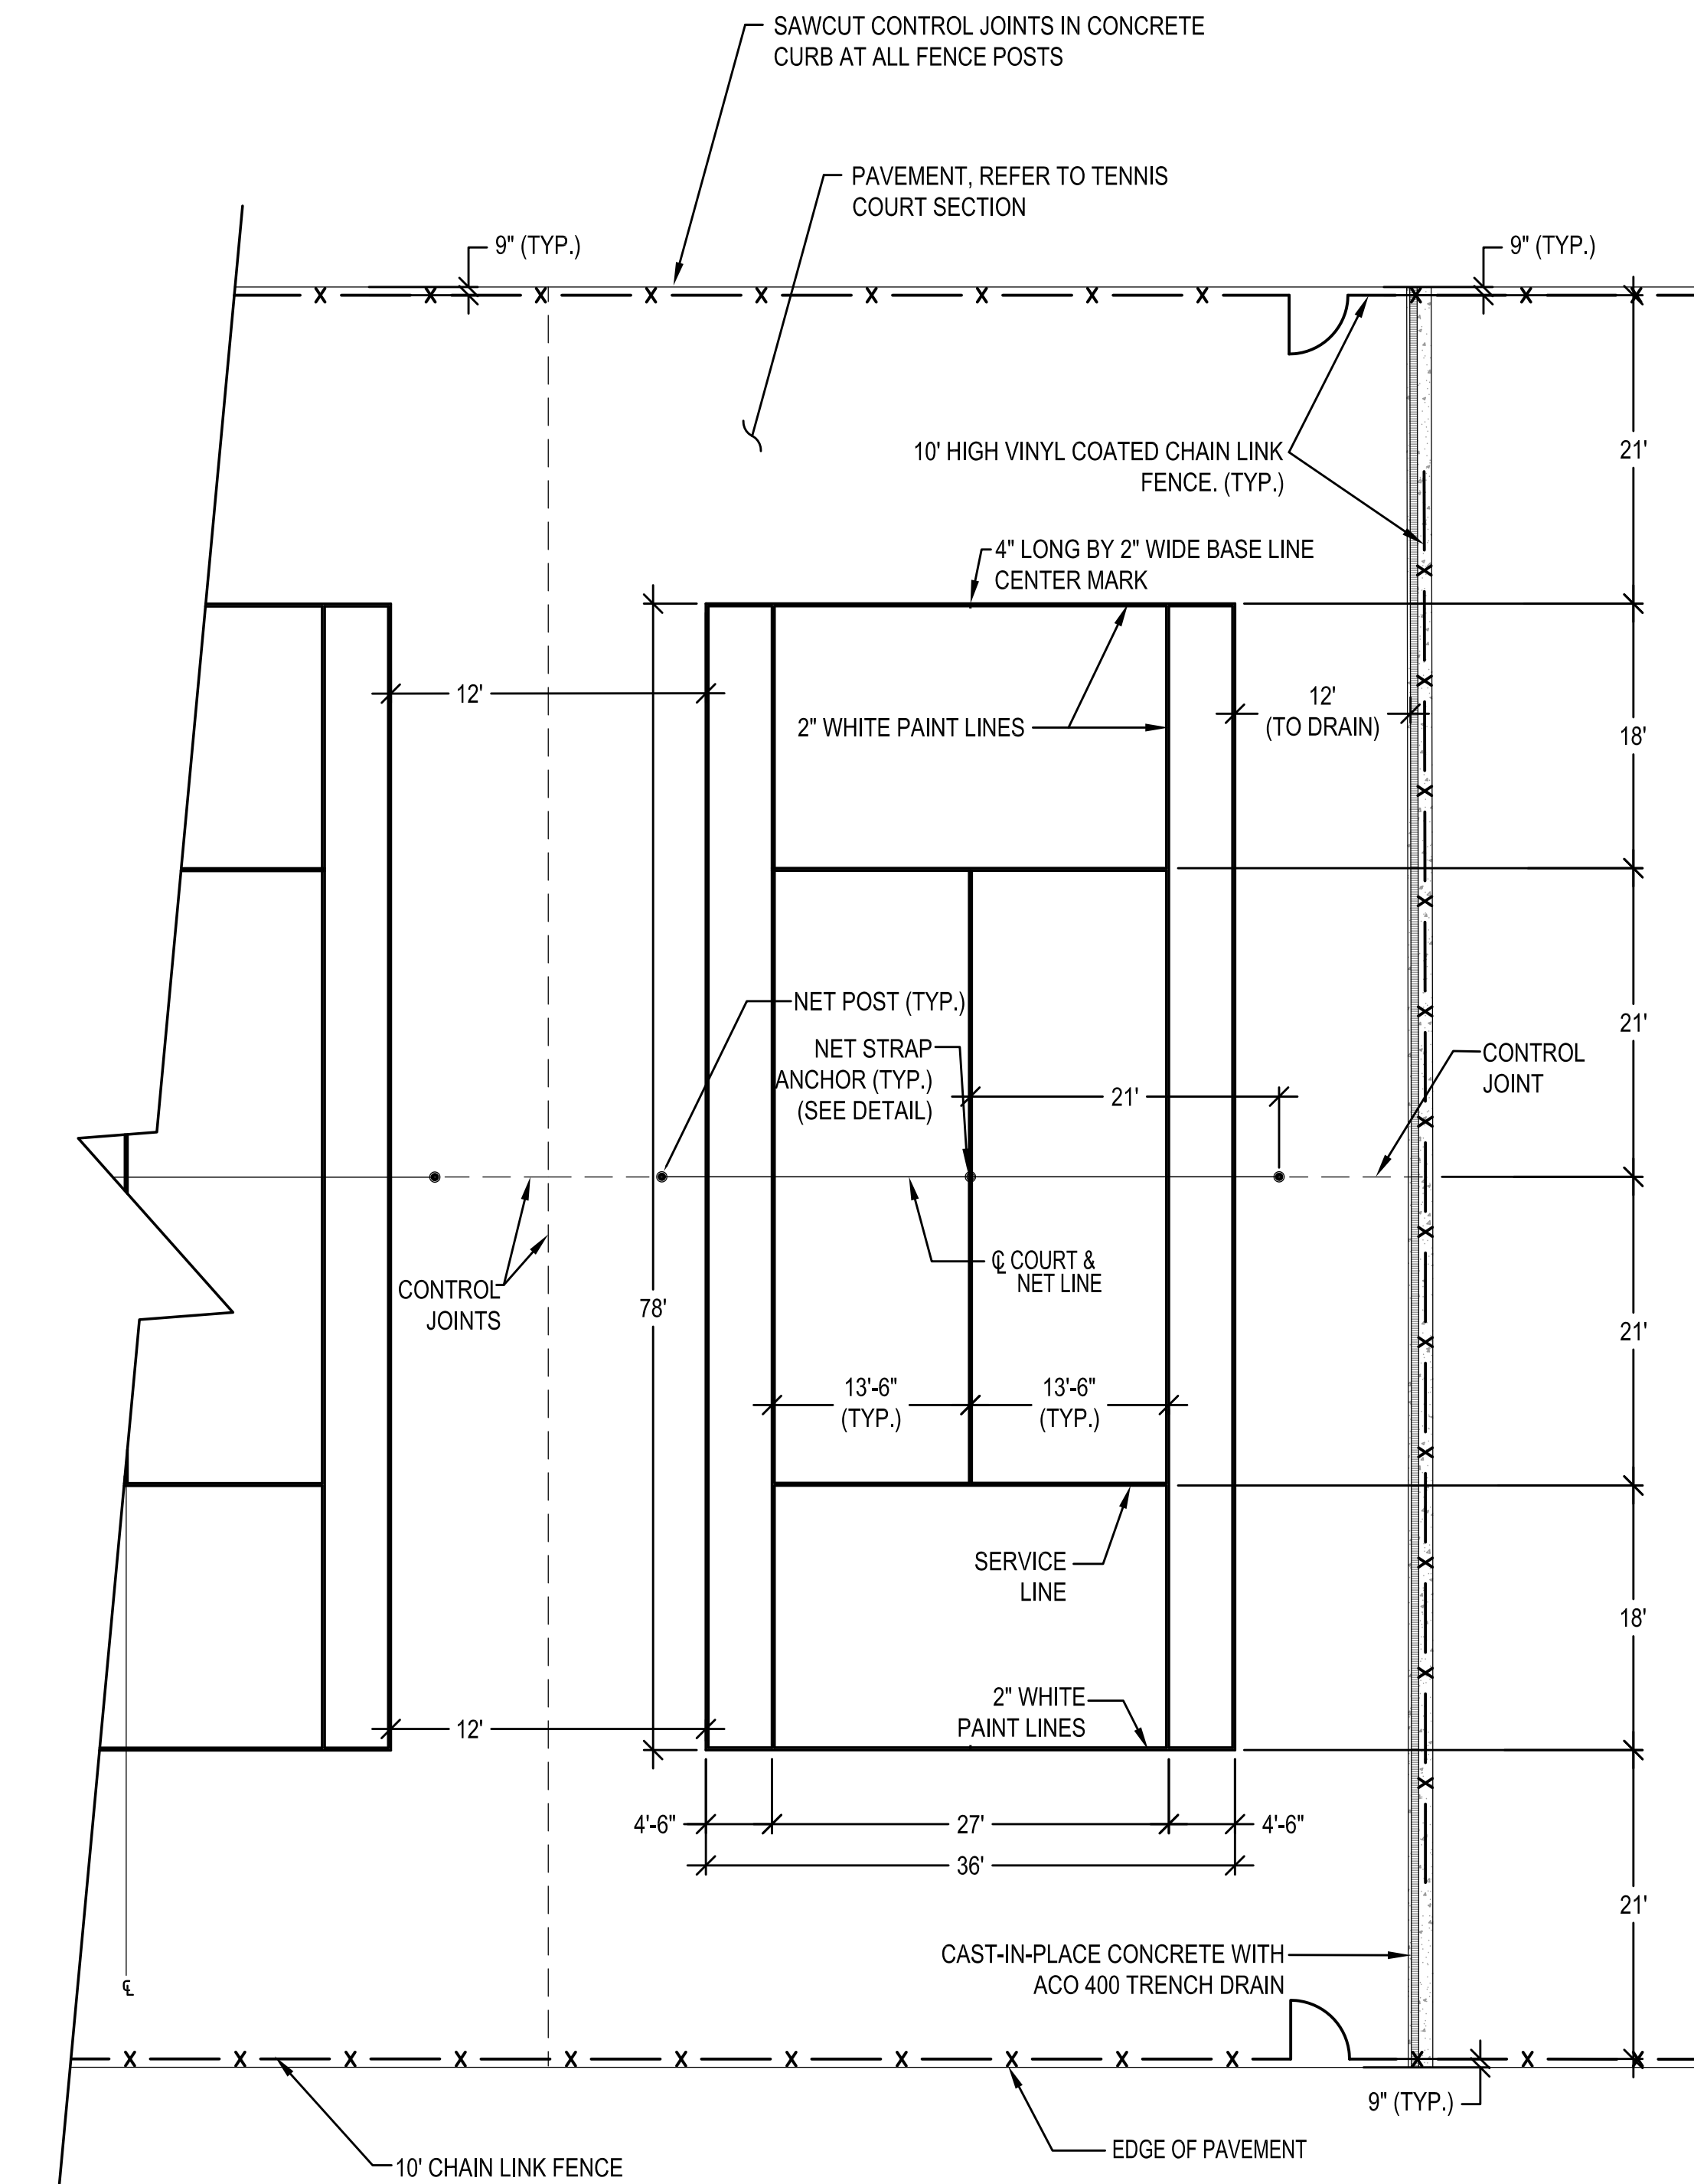 SAWCUT CONTROL JOINTS IN CONCRETE
CURB AT ALL FENCE POSTS
PAVEMENT, REFER TO TENNIS
COURT SECTION
9" (TYP.)
9" (TYP.)
10' HIGH VINYL COATED CHAIN LINK
FENCE. (TYP.)
21'
4" LONG BY 2" WIDE BASE LINE
CENTER MARK
12'
12'
(TO DRAIN)
2" WHITE PAINT LINES
18'
NET POST (TYP.)
21'
NET STRAP
ANCHOR (TYP.)
(SEE DETAIL)
21'
CONTROL
JOINT
℄ COURT &
NET LINE
CONTROL
JOINTS
78'
21'
13'-6"
(TYP.)
13'-6"
(TYP.)
SERVICE
LINE
18'
2" WHITE
PAINT LINES
12'
4'-6"
27'
4'-6"
36'
21'
CAST-IN-PLACE CONCRETE WITH
ACO 400 TRENCH DRAIN
℄
X X X X X X X X X X X X X X
9" (TYP.)
EDGE OF PAVEMENT
10' CHAIN LINK FENCE